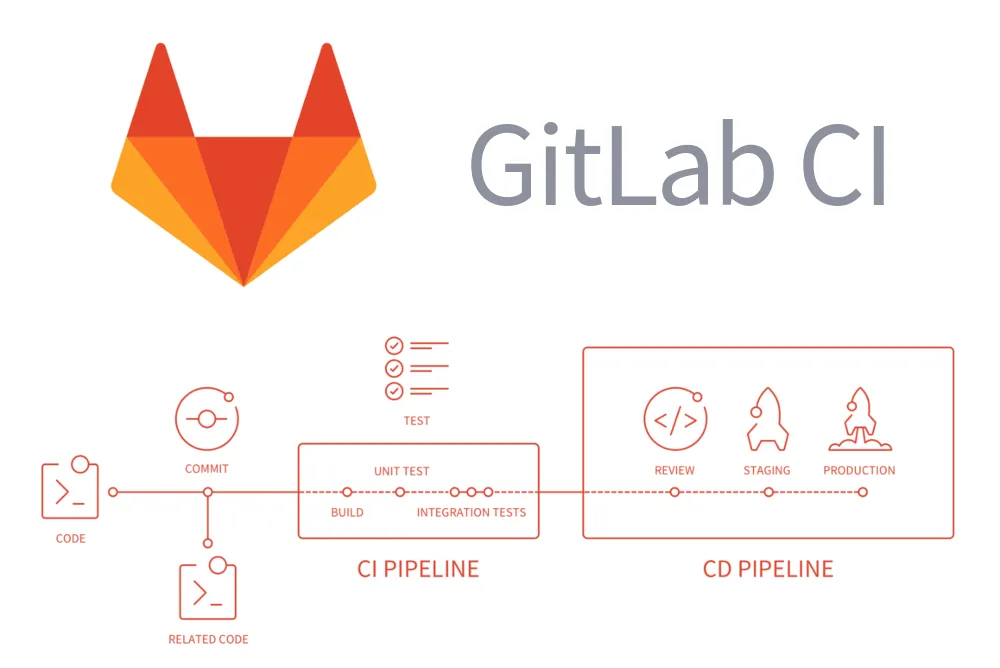 GitLab CI
TEST
COMMIT
UNIT TEST
REVIEW
STAGING
PRODUCTION
BUILD
INTEGRATION TESTS
CODE
CI PIPELINE
CD PIPELINE
RELATED CODE